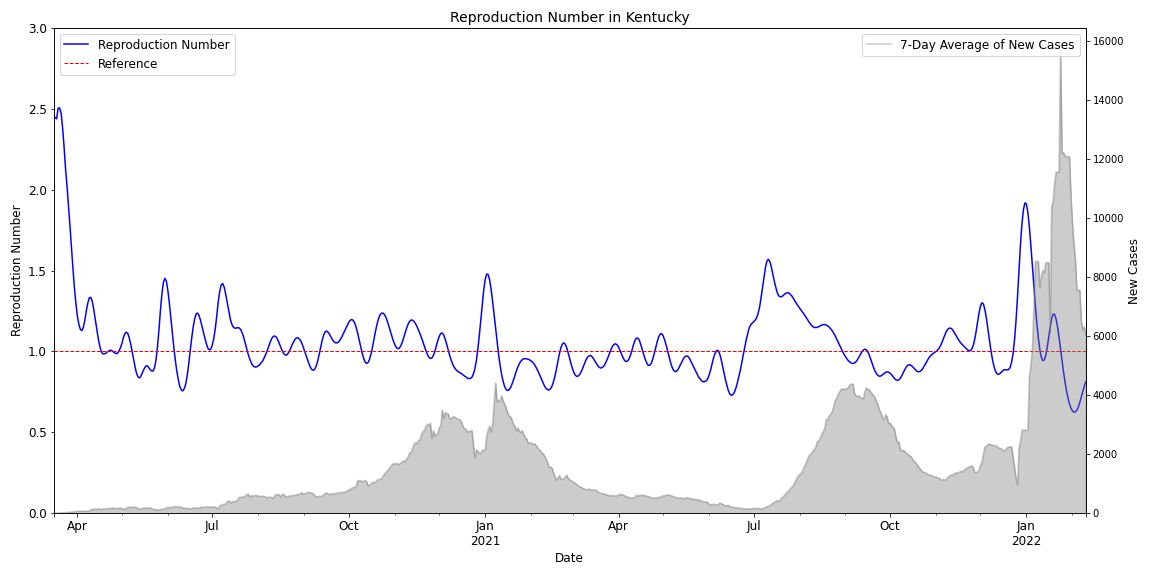 Reproduction Number in Kentucky
Reproduction Number
Reference
7-Day Average of New Cases
3.0
2.5
2.0
1.5
1.0
0.5
0.0
Reproduction Number
16000
14000
12000
10000
8000
6000
4000
2000
0
New Cases
Apr Jul Oct Jan Apr Jul Oct Jan
2021 2022
Date